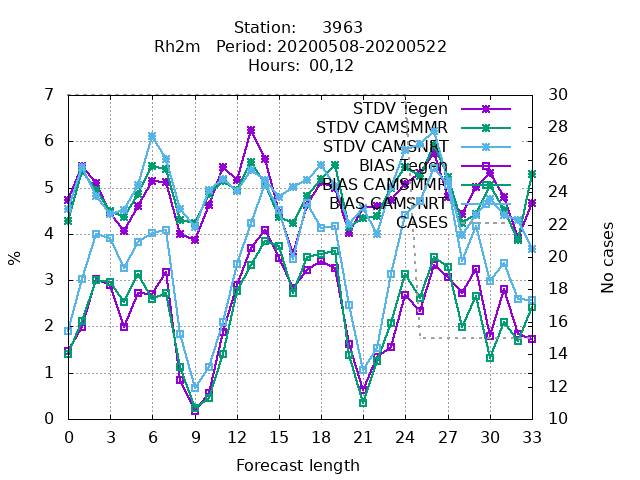 Station: 3963
Rh2m Period: 20200508-20200522
Hours: 00,12
7
6
5
4
3
2
1
0
%
30
28
26
24
22
20
18
16
14
12
10
No cases
STDV Tegen
STDV CAMSMMR
STDV CAMSNRT
BIAS Tegen
BIAS CAMSMMR
BIAS CAMSNRT
CASES
0 3 6 9 12 15 18 21 24 27 30 33
Forecast length